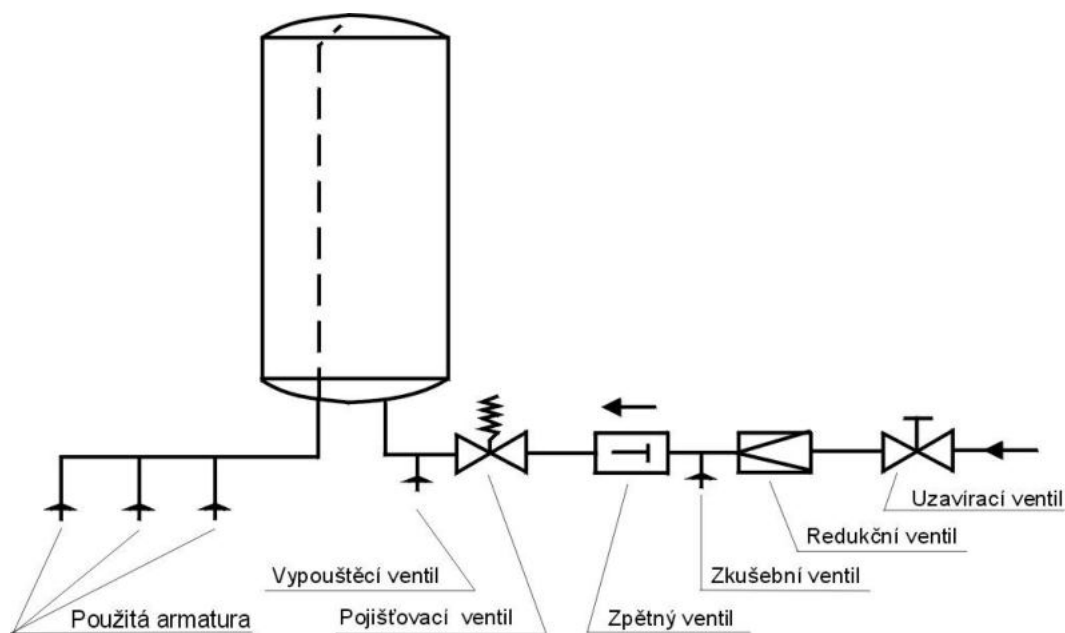 Uzavírací ventil
Redukční ventil
Vypouštěcí ventil
Zkušební ventil
Použitá armatura
Pojišťovací ventil
Zpětný ventil